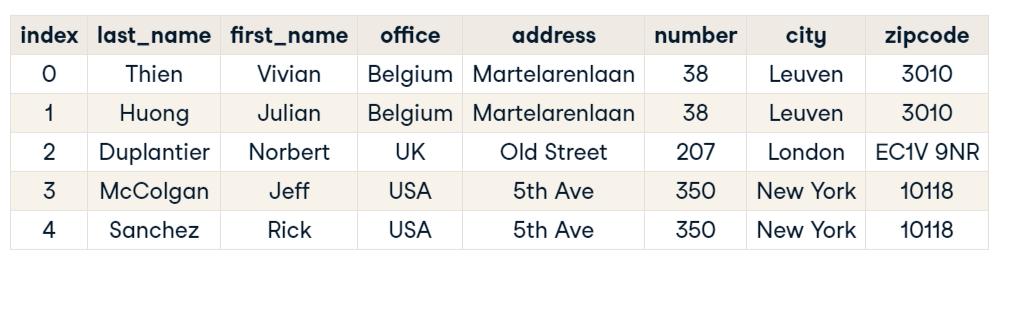 index last_name first_name office address number city zipcode
0 Thien Vivian Belgium Martelarenlaan 38 Leuven 3010
1 Huong Julian Belgium Martelarenlaan 38 Leuven 3010
2 Duplantier Norbert UK Old Street 207 London EC1V 9NR
3 McColgan Jeff USA 5th Ave 350 New York 10118
4 Sanchez Rick USA 5th Ave 350 New York 10118